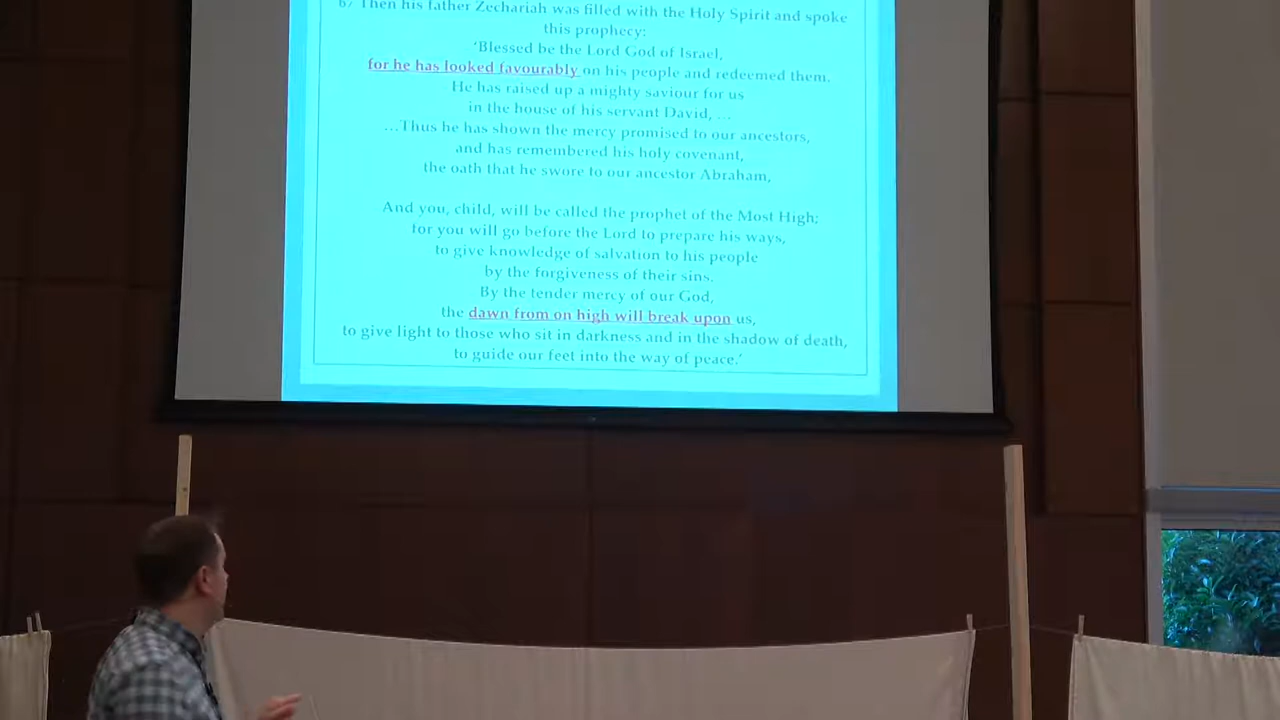 67 Then his father Zechariah was filled with the Holy Spirit and spoke
this prophecy:
‘Blessed be the Lord God of Israel,
for he has looked favourably on his people and redeemed them.
He has raised up a mighty saviour for us
in the house of his servant David, ...
...Thus he has shown the mercy promised to our ancestors,
and has remembered his holy covenant,
the oath that he swore to our ancestor Abraham,
And you, child, will be called the prophet of the Most High;
for you will go before the Lord to prepare his ways,
to give knowledge of salvation to his people
by the forgiveness of their sins.
By the tender mercy of our God,
the dawn from on high will break upon us,
to give light to those who sit in darkness and in the shadow of death,
to guide our feet into the way of peace.’